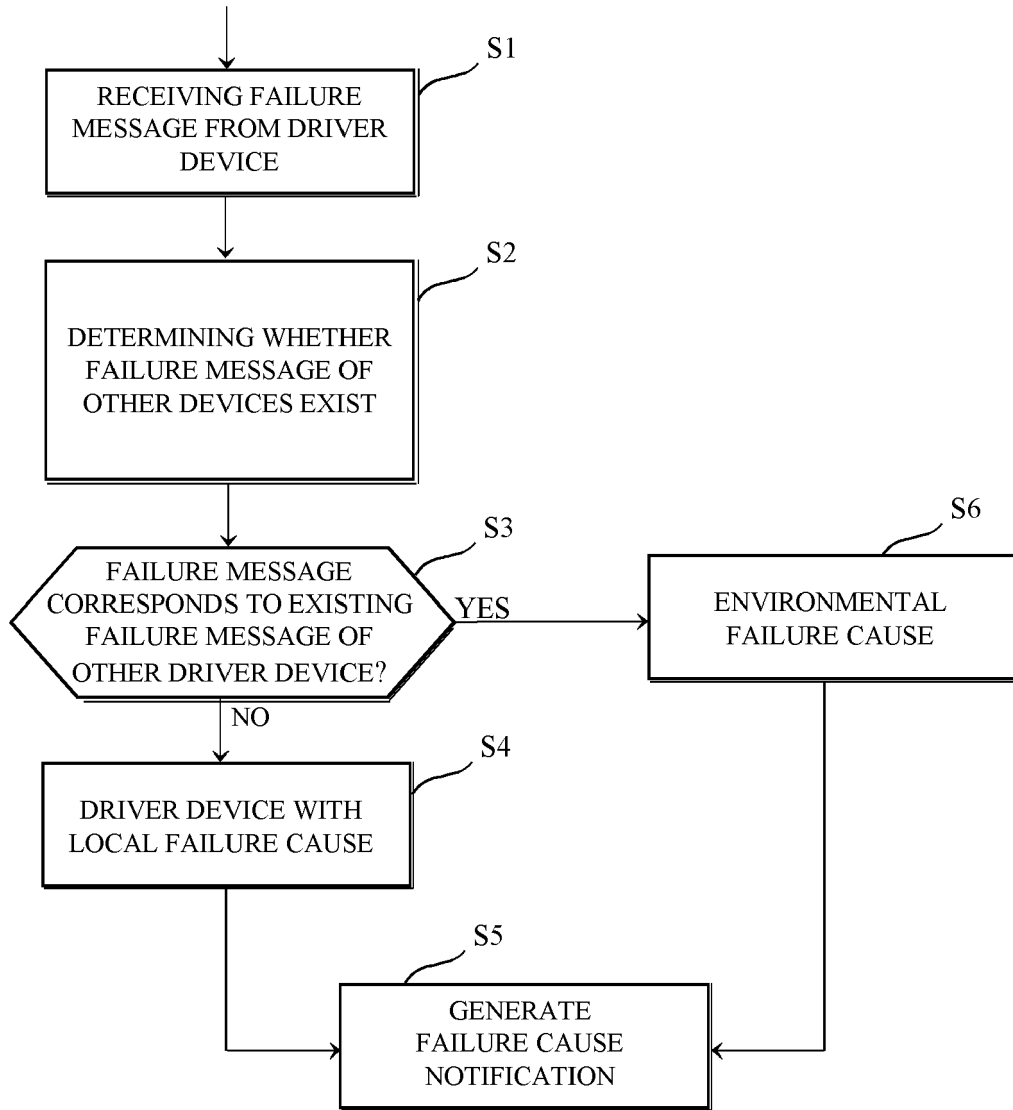 S1
RECEIVING FAILURE
MESSAGE FROM DRIVER
DEVICE
S2
DETERMINING WHETHER
FAILURE MESSAGE OF
OTHER DEVICES EXIST
S3
FAILURE MESSAGE
CORRESPONDS TO EXISTING
FAILURE MESSAGE OF
OTHER DRIVER DEVICE?
YES
S6
ENVIRONMENTAL
FAILURE CAUSE
NO
S4
DRIVER DEVICE WITH
LOCAL FAILURE CAUSE
S5
GENERATE
FAILURE CAUSE
NOTIFICATION